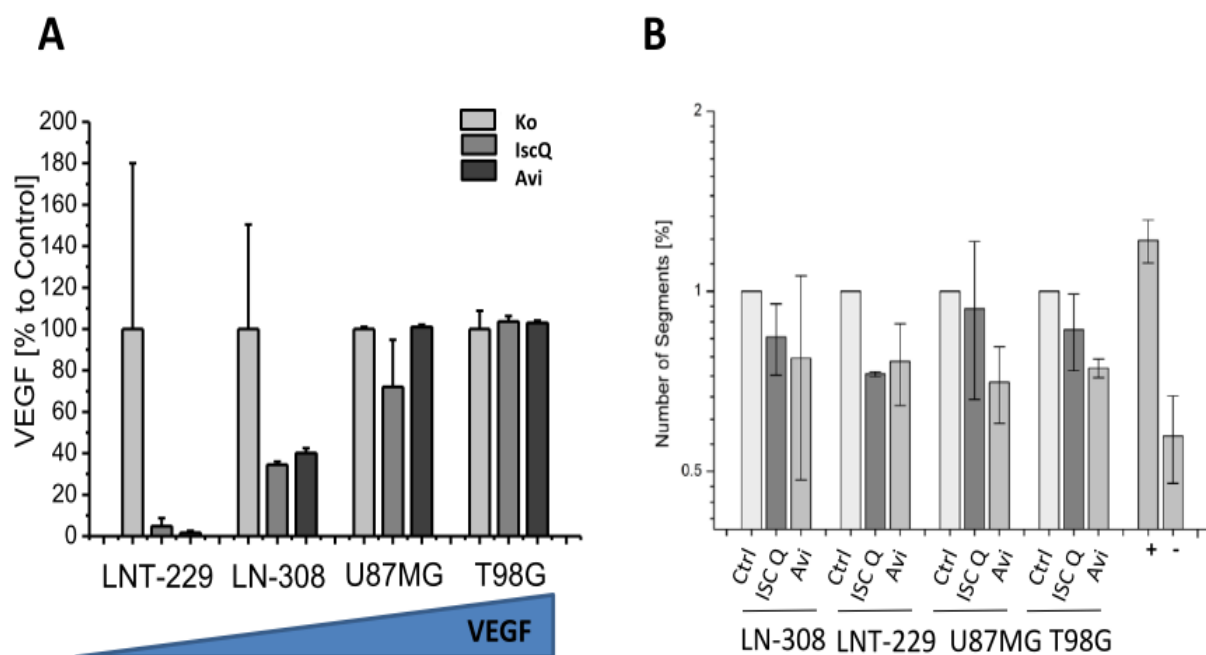 A
VEGF [% to Control]
200
180
160
140
120
100
80
60
40
20
0
Ko
IscQ
Avi
LNT-229 LN-308 U87MG T98G
VEGF
B
Number of Segments [%]
2
1
0.5
Ctrl ISC Q Avi Ctrl ISC Q Avi Ctrl ISC Q Avi Ctrl ISC Q Avi + -
LN-308 LNT-229 U87MG T98G